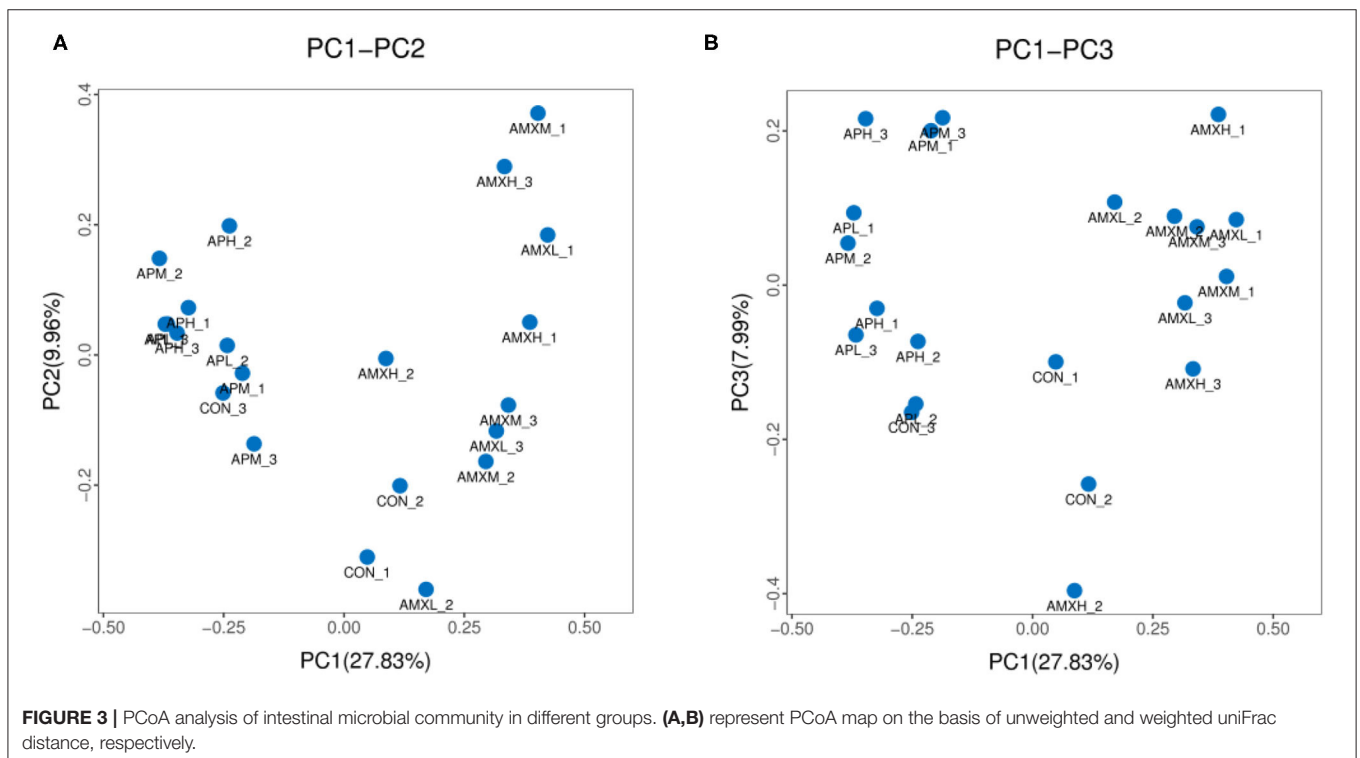 A
PC1−PC2
PC2(9.96%)
0.4
0.2
0.0
−0.2
AMXM_1
AMXH_3
APH_2
AMXL_1
APM_2
APH_1
AMXH_1
APH_3
APL_2
AMXH_2
APM_1
CON_3
AMXM_3
AMXL_3
APM_3
AMXM_2
CON_2
CON_1
AMXL_2
−0.50
−0.25
0.00
0.25
0.50
PC1(27.83%)
B
PC1−PC3
PC3(7.99%)
0.2
0.0
−0.2
−0.4
APH_3
APM_3
APM_1
AMXH_1
APL_1
AMXL_2
AMXM_2
AMXM_3
AMXL_1
APM_2
AMXM_1
APH_1
AMXL_3
APL_3
APH_2
CON_1
AMXH_3
APL_2
CON_3
CON_2
AMXH_2
−0.50
−0.25
0.00
0.25
0.50
PC1(27.83%)
FIGURE 3 | PCoA analysis of intestinal microbial community in different groups. (A,B) represent PCoA map on the basis of unweighted and weighted uniFrac
distance, respectively.